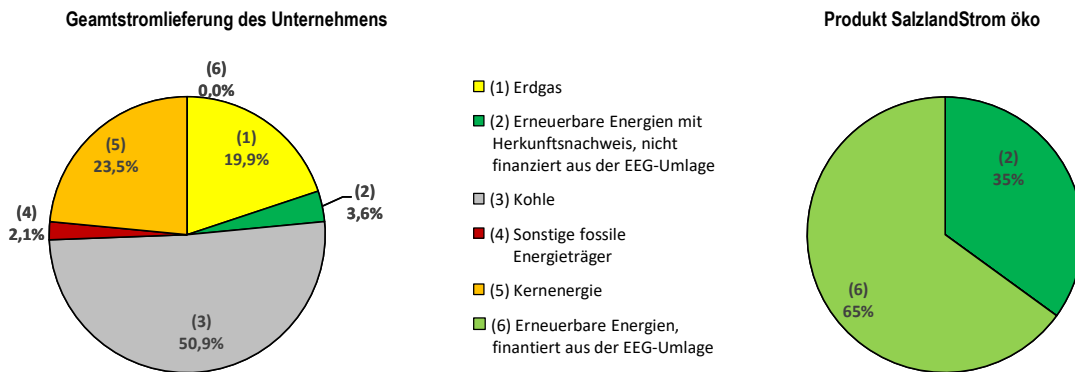 Geamtstromlieferung des Unternehmens
(6)
0,0%
(1)
19,9%
(2)
3,6%
(3)
50,9%
(4)
2,1%
(5)
23,5%
(1) Erdgas
(2) Erneuerbare Energien mit
Herkunftsnachweis, nicht
finanziert aus der EEG-Umlage
(3) Kohle
(4) Sonstige fossile
Energieträger
(5) Kernenergie
(6) Erneuerbare Energien,
finantiert aus der EEG-Umlage
Produkt SalzlandStrom öko
(2)
35%
(6)
65%